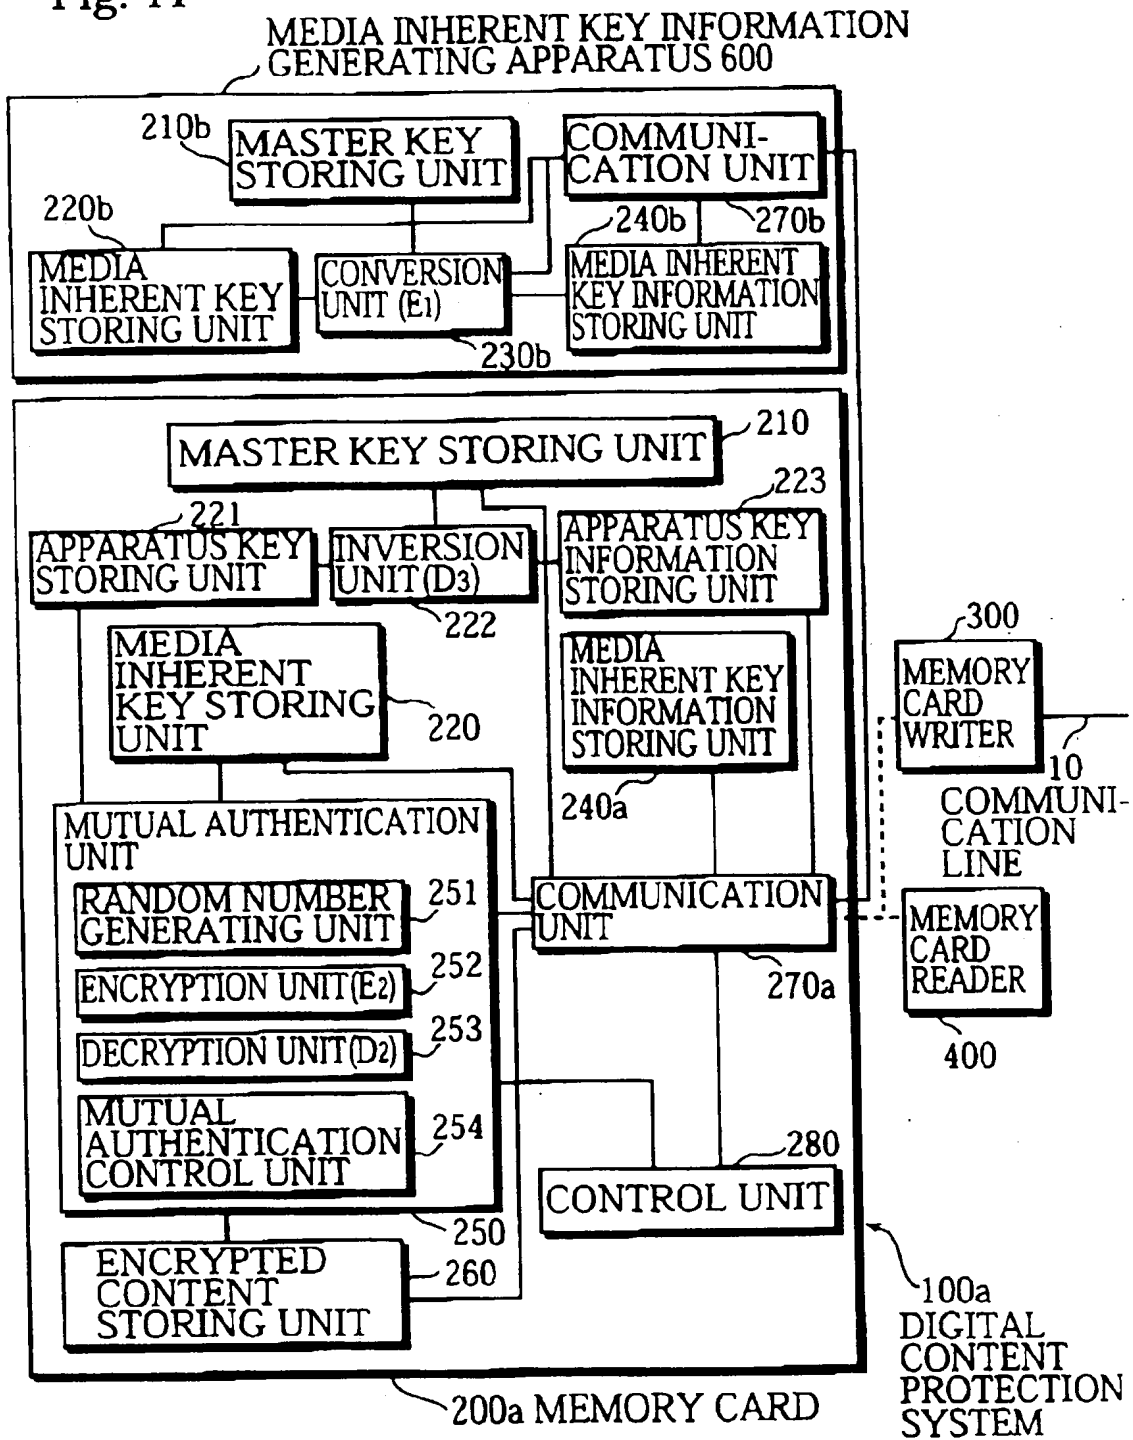 Fig. 11
MEDIA INHERENT KEY INFORMATION
GENERATING APPARATUS 600
210b
MASTER KEY
STORING UNIT
COMMUNI-
CATION UNIT
270b
220b
MEDIA
INHERENT KEY
STORING UNIT
CONVERSION
UNIT (E1)
230b
240b
MEDIA INHERENT
KEY INFORMATION
STORING UNIT
MASTER KEY STORING UNIT
210
221
APPARATUS KEY
STORING UNIT
INVERSION
UNIT(D3)
222
223
APPARATUS KEY
INFORMATION
STORING UNIT
MEDIA
INHERENT
KEY STORING
UNIT
220
MEDIA
INHERENT KEY
INFORMATION
STORING UNIT
240a
300
MEMORY
CARD
WRITER
10
COMMUNI-
CATION
LINE
MUTUAL AUTHENTICATION
UNIT
RANDOM NUMBER
GENERATING UNIT
251
ENCRYPTION UNIT(E2)
252
DECRYPTION UNIT(D2)
253
MUTUAL
AUTHENTICATION
CONTROL UNIT
254
250
COMMUNICATION
UNIT
270a
MEMORY
CARD
READER
400
280
CONTROL UNIT
ENCRYPTED
CONTENT
STORING UNIT
260
200a MEMORY CARD
100a
DIGITAL
CONTENT
PROTECTION
SYSTEM